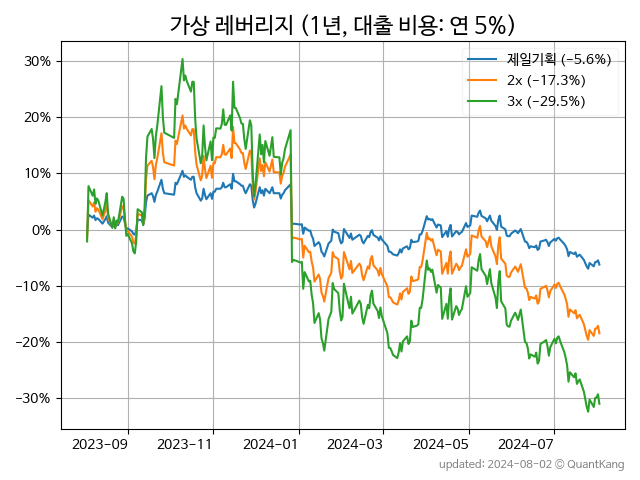 가상 레버리지 (1년, 대출 비용: 연 5%)
제일기획 (−5.6%)
2x (−17.3%)
3x (−29.5%)
30%
20%
10%
0%
−10%
−20%
−30%
2023-09
2023-11
2024-01
2024-03
2024-05
2024-07
updated: 2024-08-02 © QuantKang